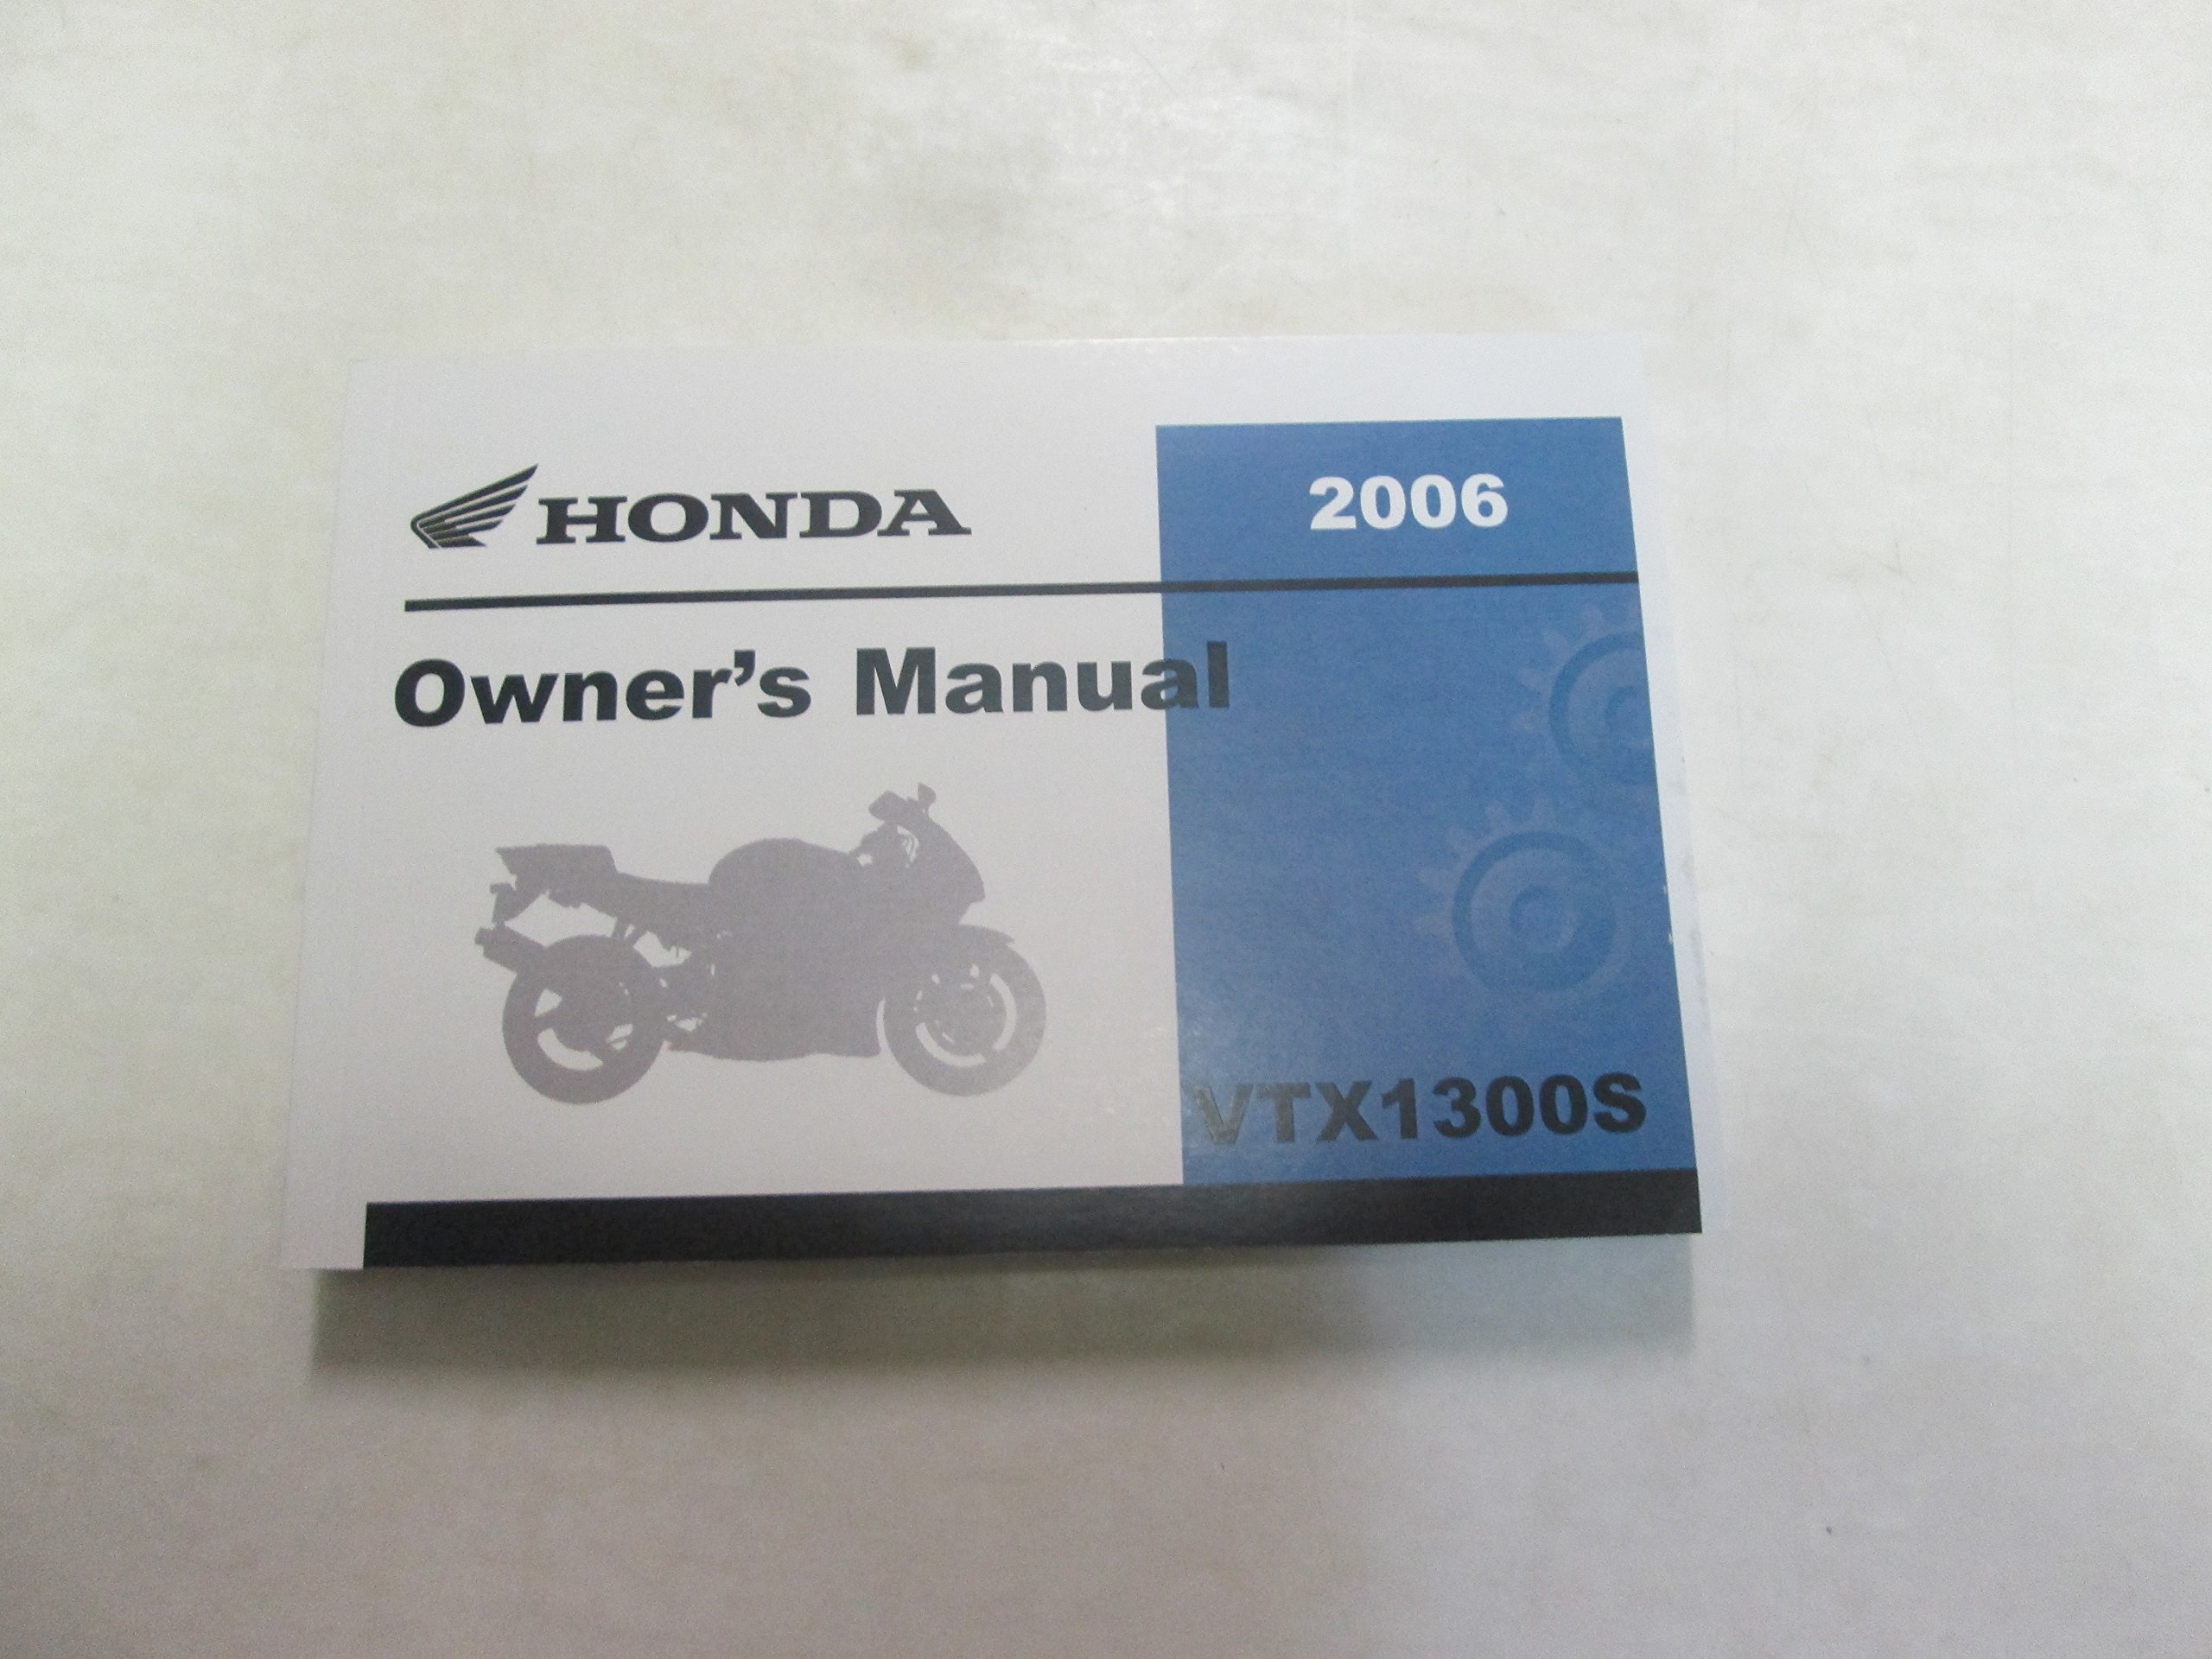 HONDA
2006
Owner’s Manual
VTX1300S